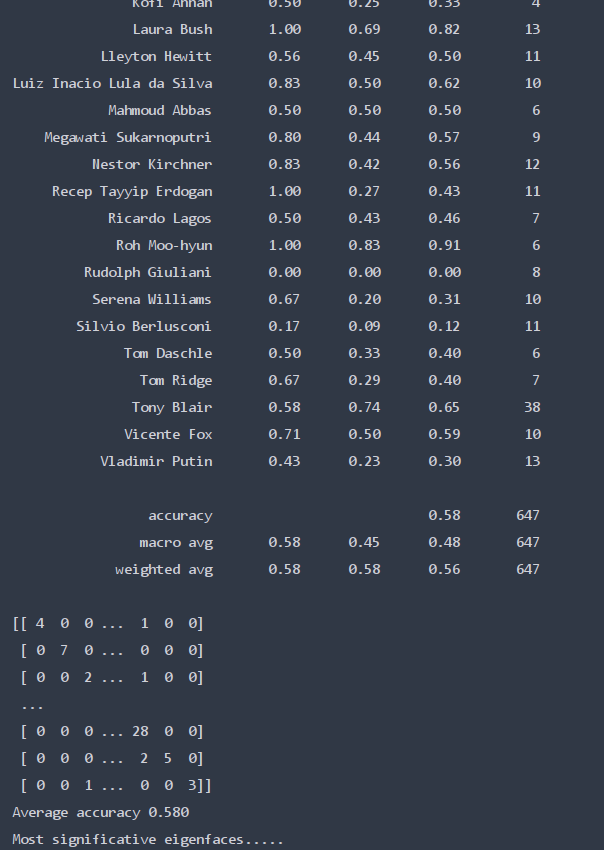 Kofi Annan 0.50 0.25 0.33 4
Laura Bush 1.00 0.69 0.82 13
Lleyton Hewitt 0.56 0.45 0.50 11
Luiz Inacio Lula da Silva 0.83 0.50 0.62 10
Mahmoud Abbas 0.50 0.50 0.50 6
Megawati Sukarnoputri 0.80 0.44 0.57 9
Nestor Kirchner 0.83 0.42 0.56 12
Recep Tayyip Erdogan 1.00 0.27 0.43 11
Ricardo Lagos 0.50 0.43 0.46 7
Roh Moo-hyun 1.00 0.83 0.91 6
Rudolph Giuliani 0.00 0.00 0.00 8
Serena Williams 0.67 0.20 0.31 10
Silvio Berlusconi 0.17 0.09 0.12 11
Tom Daschle 0.50 0.33 0.40 6
Tom Ridge 0.67 0.29 0.40 7
Tony Blair 0.58 0.74 0.65 38
Vicente Fox 0.71 0.50 0.59 10
Vladimir Putin 0.43 0.23 0.30 13
accuracy 0.58 647
macro avg 0.58 0.45 0.48 647
weighted avg 0.58 0.58 0.56 647
[[ 4 0 0 ... 1 0 0]
[ 0 7 0 ... 0 0 0]
[ 0 0 2 ... 1 0 0]
...
[ 0 0 0 ... 28 0 0]
[ 0 0 0 ... 2 5 0]
[ 0 0 1 ... 0 0 3]]
Average accuracy 0.580
Most significative eigenfaces.....